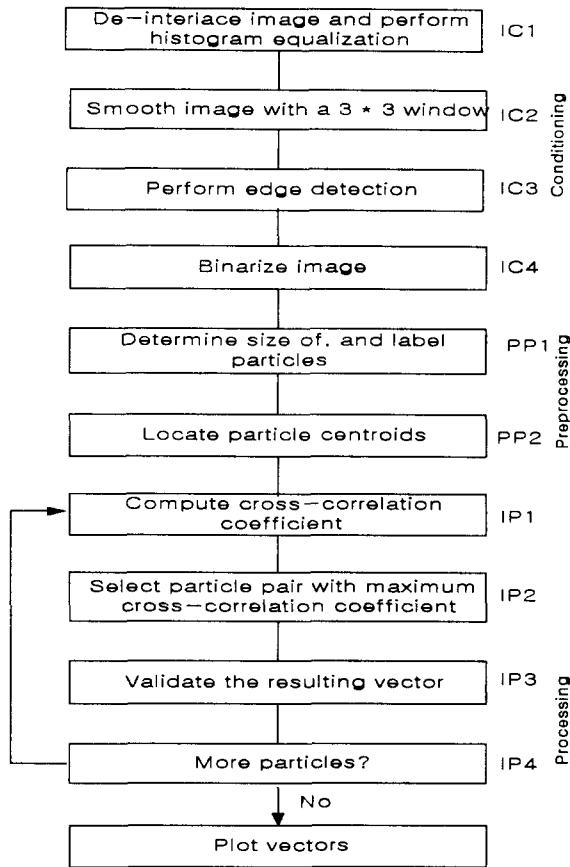 De-interlace image and perform
histogram equalization
IC1
Smooth image with a 3 * 3 window
IC2
Perform edge detection
IC3
Binarize image
IC4
Conditioning
Determine size of. and label
particles
PP1
Locate particle centroids
PP2
Preprocessing
Compute cross-correlation
coefficient
IP1
Select particle pair with maximum
cross-correlation coefficient
IP2
Validate the resulting vector
IP3
More particles?
IP4
Processing
No
Plot vectors